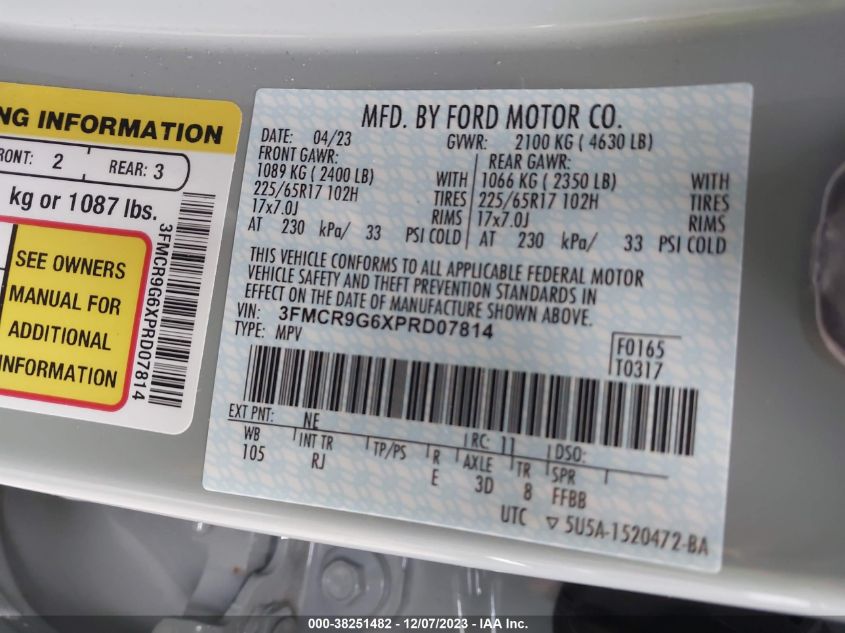 NG INFORMATION
RONT: 2 REAR: 3
kg or 1087 lbs.
SEE OWNERS
MANUAL FOR
ADDITIONAL
INFORMATION
3FMCR9G6XPRD07814
MFD. BY FORD MOTOR CO.
DATE: 04/23 GVWR: 2100 KG ( 4630 LB)
FRONT GAWR: REAR GAWR:
1089 KG ( 2400 LB) WITH 1066 KG ( 2350 LB) WITH
225/65R17 102H TIRES 225/65R17 102H TIRES
17x7.0J RIMS 17x7.0J RIMS
AT 230 kPa/ 33 PSI COLD AT 230 kPa/ 33 PSI COLD
THIS VEHICLE CONFORMS TO ALL APPLICABLE FEDERAL MOTOR
VEHICLE SAFETY AND THEFT PREVENTION STANDARDS IN
EFFECT ON THE DATE OF MANUFACTURE SHOWN ABOVE.
VIN: 3FMCR9G6XPRD07814
TYPE: MPV
F0165
T0317
EXT PNT: NE RC: 11 DSO:
WB INT TR TP/PS R AXLE TR SPR
105 RJ E 3D 8 FFBB
UTC ▽ 5U5A-1520472-BA
000-38251482 - 12/07/2023 - IAA Inc.